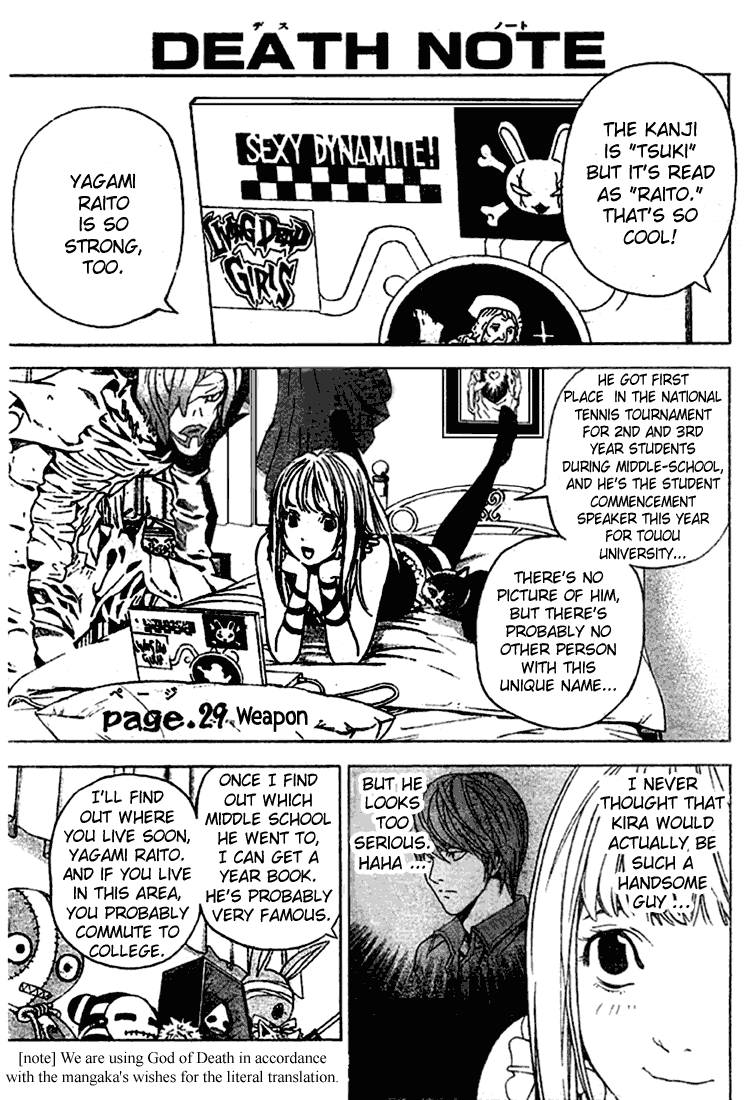 デス ノート
DEATH NOTE
THE KANJI
IS "TSUKI"
BUT IT'S READ
AS "RAITO."
THAT'S SO
COOL!
YAGAMI
RAITO
IS SO
STRONG,
TOO.
SEXY DYNAMITE!
LIVING DEAD
GIRLS
HE GOT FIRST
PLACE IN THE NATIONAL
TENNIS TOURNAMENT
FOR 2ND AND 3RD
YEAR STUDENTS
DURING MIDDLE-SCHOOL,
AND HE'S THE STUDENT
COMMENCEMENT
SPEAKER THIS YEAR
FOR TOUOU
UNIVERSITY...
THERE'S NO
PICTURE OF HIM,
BUT THERE'S
PROBABLY NO
OTHER PERSON
WITH THIS
UNIQUE NAME...
ページ
page.29 Weapon
I NEVER
THOUGHT THAT
KIRA WOULD
ACTUALLY BE
SUCH A
HANDSOME
GUY !..
BUT HE
LOOKS
TOO
SERIOUS.
HAHA ...
ONCE I FIND
OUT WHICH
MIDDLE SCHOOL
HE WENT TO,
I CAN GET A
YEAR BOOK.
HE'S PROBABLY
VERY FAMOUS.
I'LL FIND
OUT WHERE
YOU LIVE SOON,
YAGAMI RAITO.
AND IF YOU LIVE
IN THIS AREA,
YOU PROBABLY
COMMUTE TO
COLLEGE.
[note] We are using God of Death in accordance
with the mangaka's wishes for the literal translation.